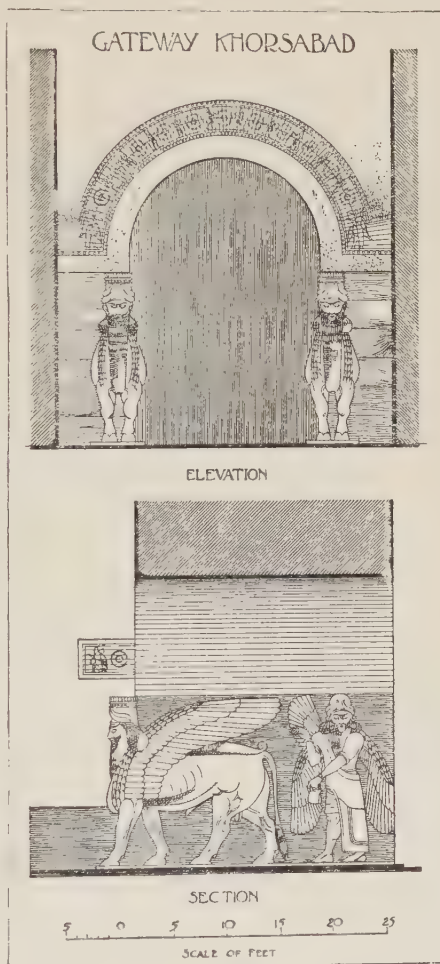 GATEWAY KHORSABAD
ELEVATION
SECTION
5 0 5 10 15 20 25
SCALE OF FEET